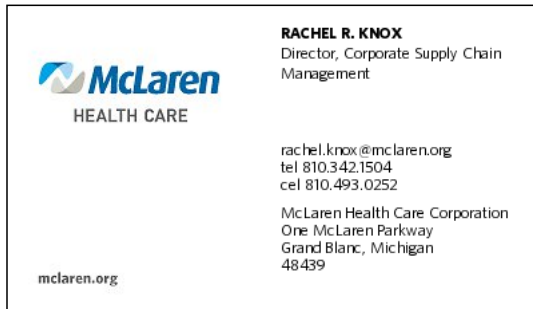 McLaren
HEALTH CARE
mclaren.org
RACHEL R. KNOX
Director, Corporate Supply Chain
Management
rachel.knox@mclaren.org
tel 810.342.1504
cel 810.493.0252
McLaren Health Care Corporation
One McLaren Parkway
Grand Blanc, Michigan
48439